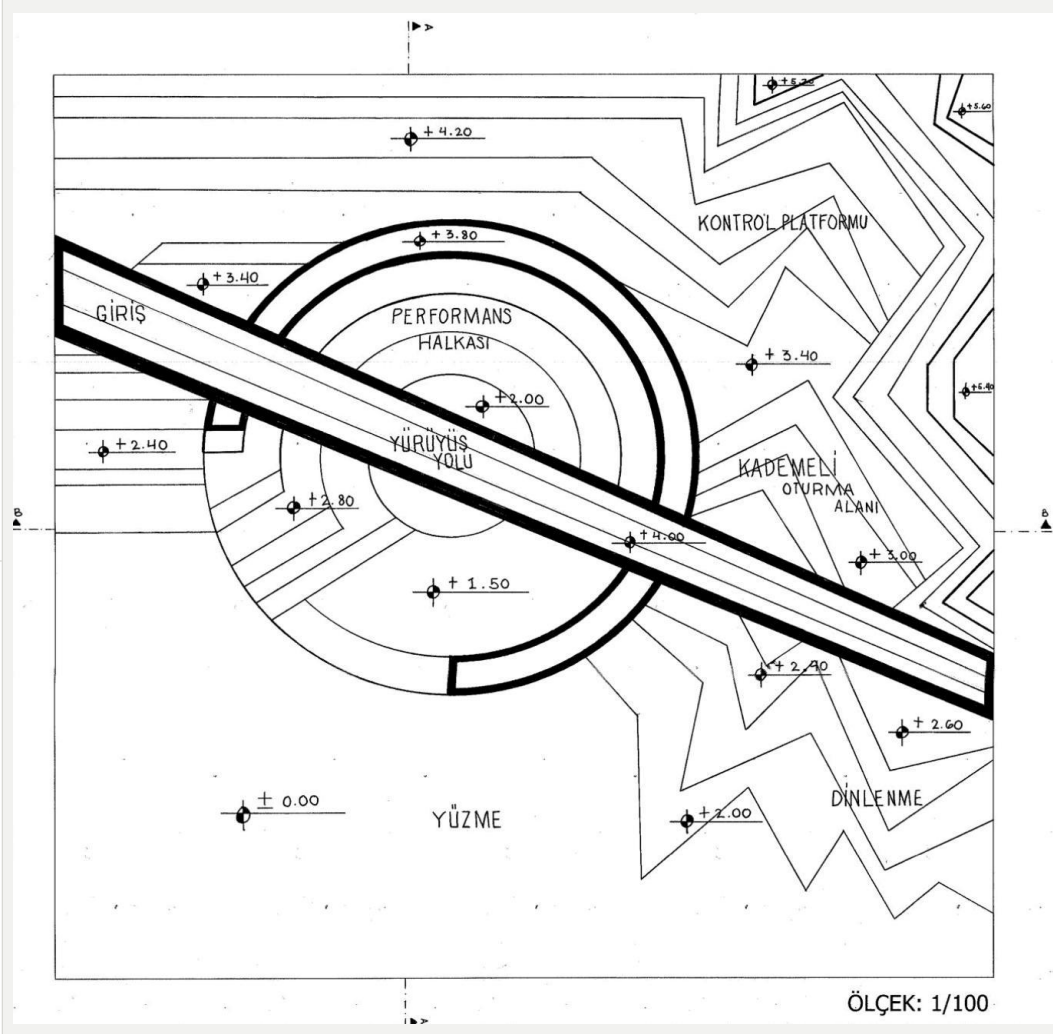 A
+5.20
+5.60
+4.20
KONTROL PLATFORMU
+3.80
+3.40
GİRİŞ
PERFORMANS
HALKASI
+3.40
+5.40
+2.00
YÜRÜYÜŞ
YOLU
+2.40
KADEMELİ
OTURMA
ALANI
+2.80
B
B
+4.00
+3.00
+1.50
+2.60
± 0.00
YÜZME
DİNLENME
+2.00
ÖLÇEK: 1/100
A